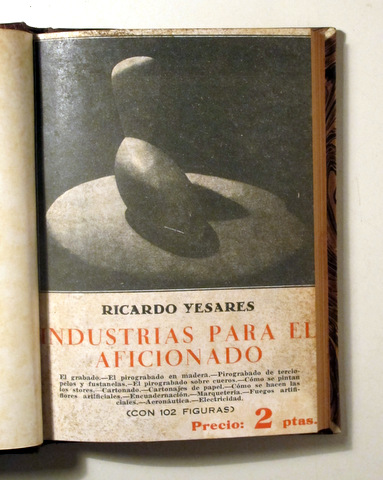 RICARDO YESARES
INDUSTRIAS PARA EL
AFICIONADO
El grabado.—El pirograbado en madera.—Pirograbado de tercio-
pelos y fustanelas.—El pirograbado sobre cueros.—Cómo se pintan
los stores.—Cartonado.—Cartonajes de papel.—Cómo se hacen las
flores artificiales.—Encuadernación.—Marquetería.—Fuegos artifi-
ciales.—Aeronáutica.—Electricidad.
(CON 102 FIGURAS)
Precio: 2 ptas.